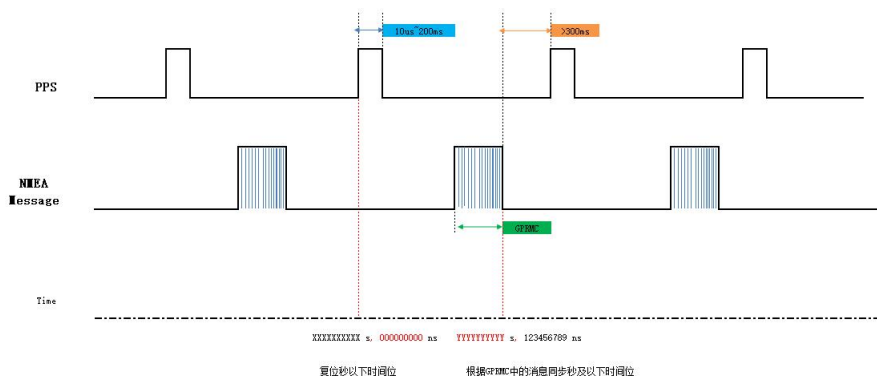 10us~200ms
>300ms
PPS
NMEA
Message
GPRMC
Time
XXXXXXXXXX s, 000000000 ns
YYYYYYYYYY s, 123456789 ns
复位秒以下时间位
根据GPRMC中的消息同步秒及以下时间位